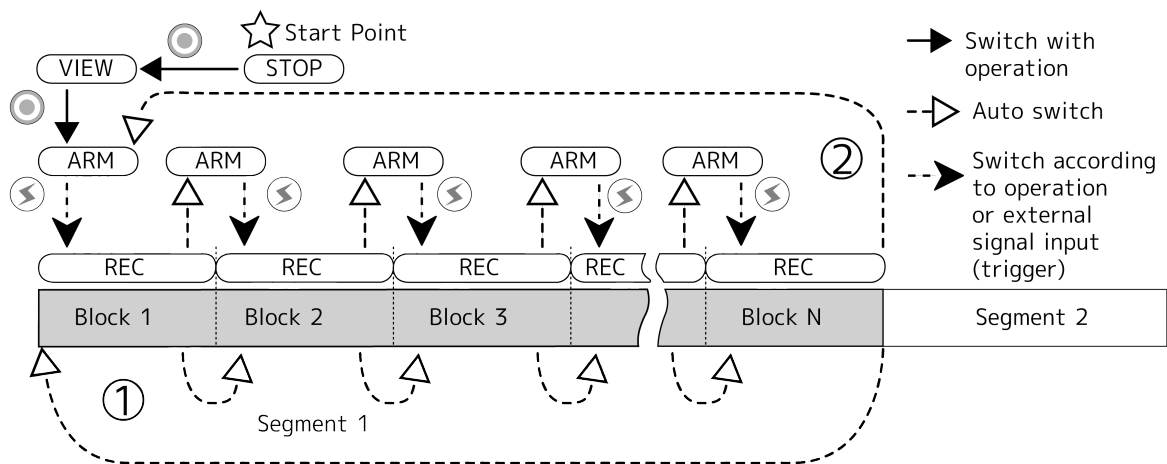 Start Point
VIEW
STOP
Switch with
operation
Auto switch
Switch according
to operation
or external
signal input
(trigger)
ARM
ARM
ARM
ARM
ARM
②
REC
REC
REC
REC
REC
Block 1
Block 2
Block 3
Block N
Segment 2
①
Segment 1